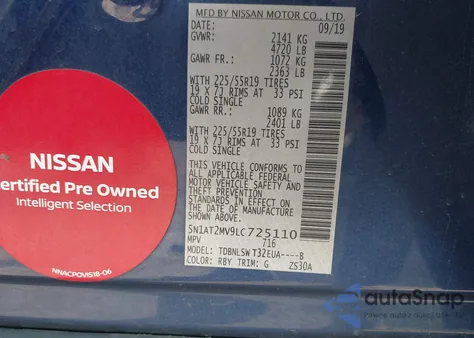 MFD BY NISSAN MOTOR CO., LTD.
DATE: 09/19
GVWR: 2141 KG
4720 LB
GAWR FR.: 1072 KG
2363 LB
WITH 225/55R19 TIRES
19 X 7J RIMS AT 33 PSI
COLD SINGLE
GAWR RR.: 1089 KG
2401 LB
WITH 225/55R19 TIRES
19 X 7J RIMS AT 33 PSI
COLD SINGLE
THIS VEHICLE CONFORMS TO
ALL APPLICABLE FEDERAL
MOTOR VEHICLE SAFETY AND
THEFT PREVENTION
STANDARDS IN EFFECT ON
THE DATE OF MANUFACTURE
SHOWN ABOVE.
5N1AT2MV9LC725110
MPV 716
MODEL: TDBNLSW T32EUA----B
COLOR: RBY TRIM: G ZS30A
NISSAN
ertified Pre Owned
Intelligent Selection
NNACPOVIS18-06
autoSnap